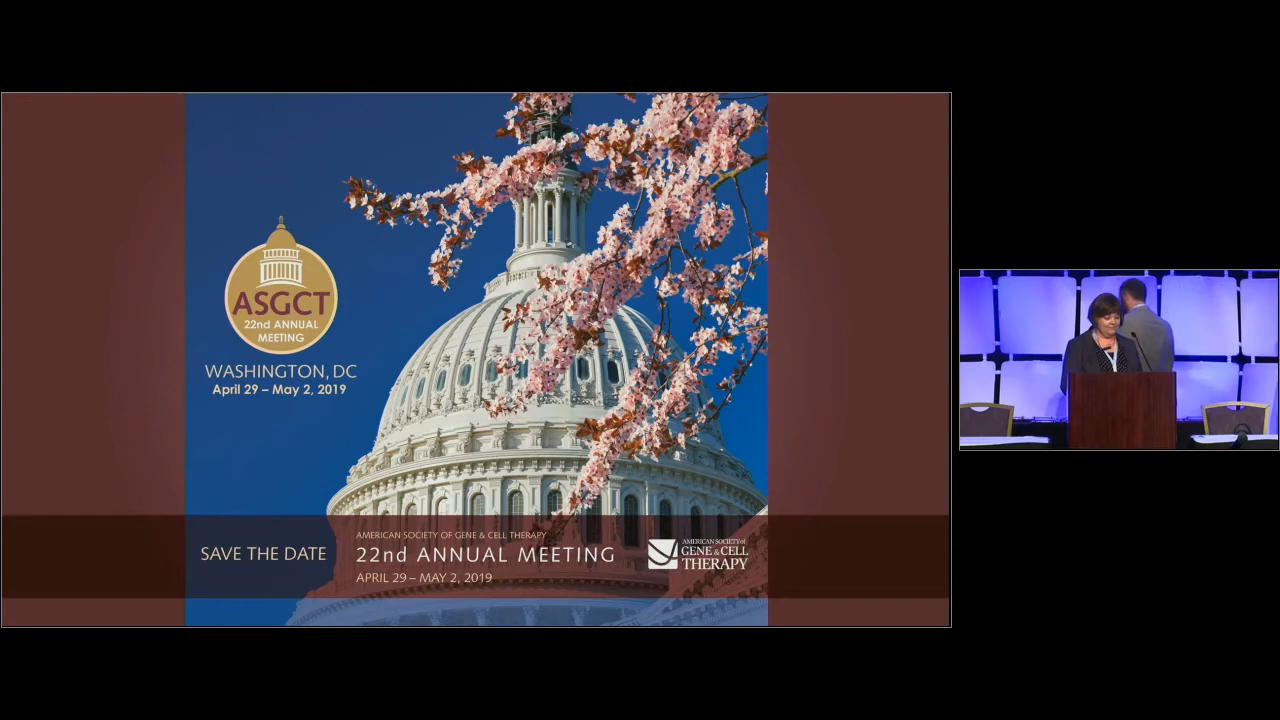 ASGCT
22nd ANNUAL
MEETING
WASHINGTON, DC
April 29 – May 2, 2019
SAVE THE DATE
AMERICAN SOCIETY OF GENE & CELL THERAPY
22nd ANNUAL MEETING
APRIL 29 – MAY 2, 2019
AMERICAN SOCIETY of
GENE & CELL
THERAPY